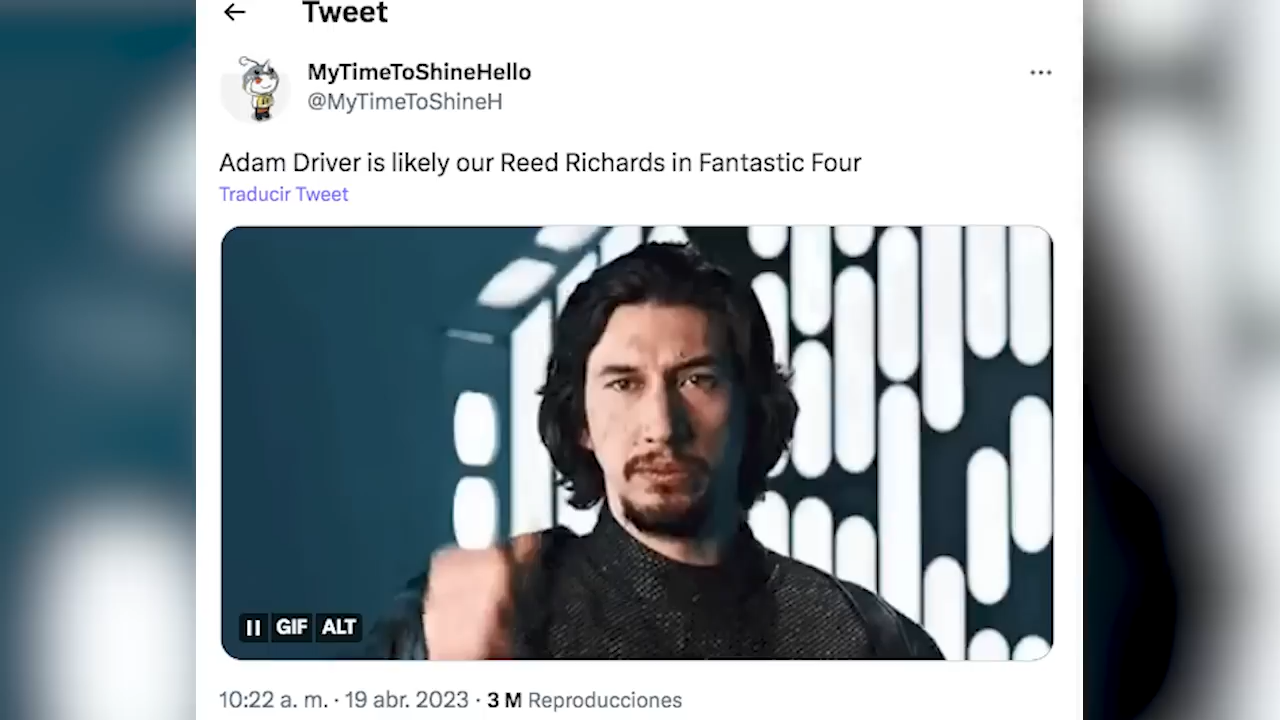 Tweet
MyTimeToShineHello
@MyTimeToShineH
Adam Driver is likely our Reed Richards in Fantastic Four
Traducir Tweet
GIF ALT
10:22 a. m. · 19 abr. 2023 · 3 M Reproducciones